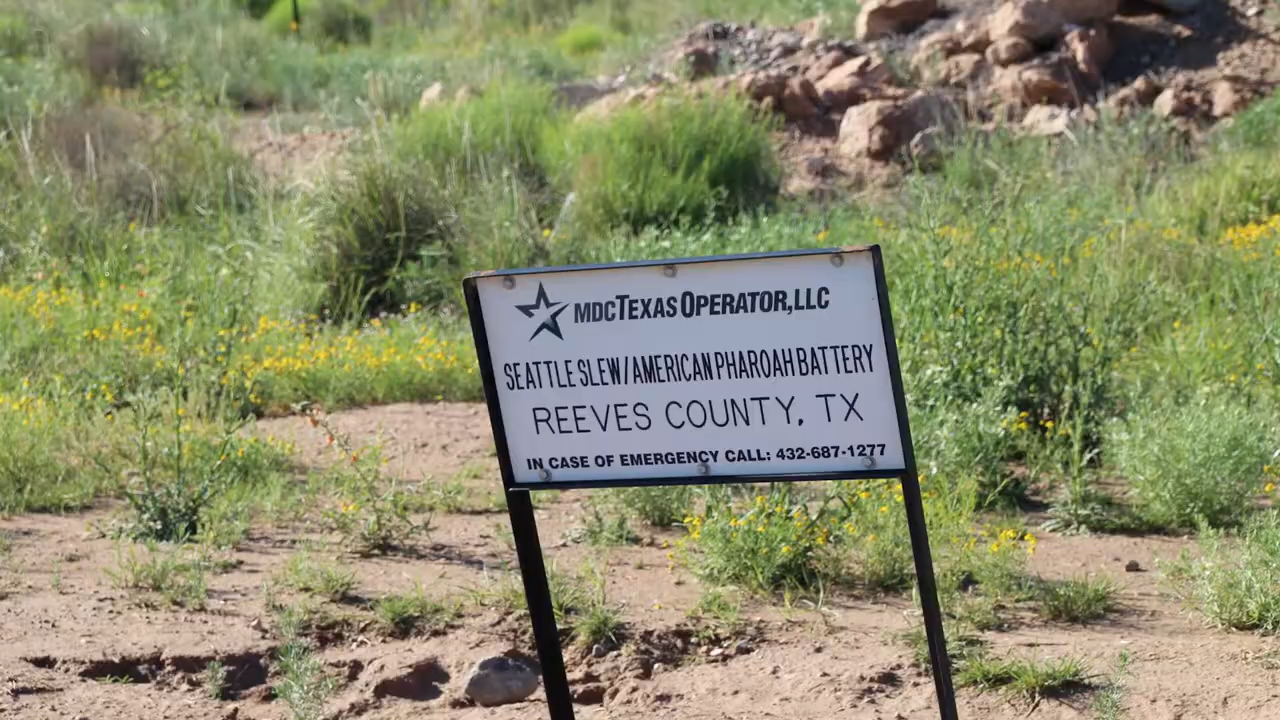 MDCTEXAS OPERATOR, LLC
SEATTLE SLEW/AMERICAN PHAROAH BATTERY
REEVES COUNTY, TX
IN CASE OF EMERGENCY CALL: 432-687-1277